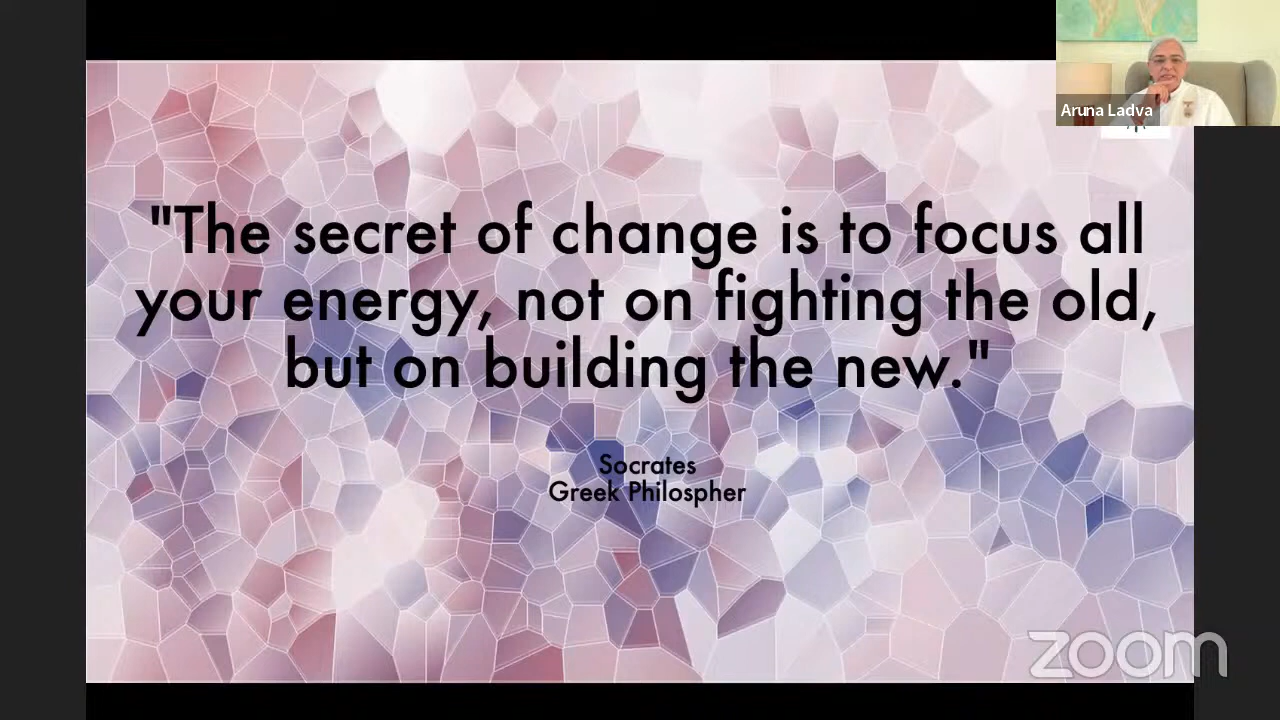 Aruna Ladva
"The secret of change is to focus all
your energy, not on fighting the old,
but on building the new."
Socrates
Greek Philospher
zoom